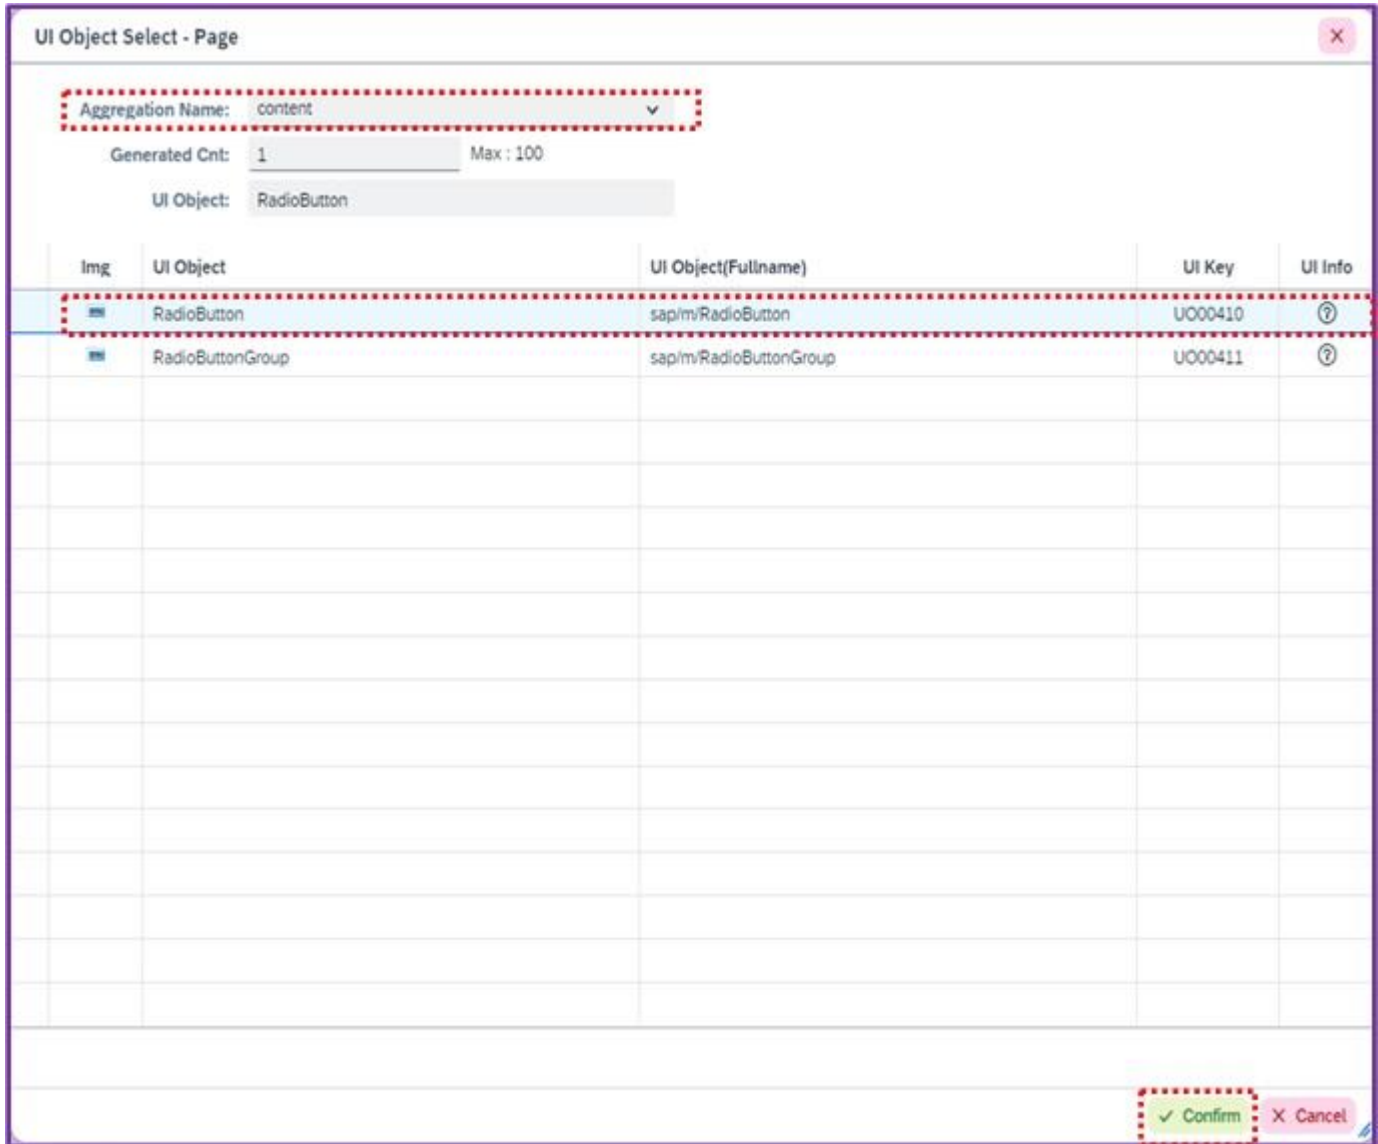 UI Object Select - Page
Aggregation Name: content
Generated Cnt: 1 Max : 100
UI Object: RadioButton
Img UI Object UI Object(Fullname) UI Key UI Info
RadioButton sap/m/RadioButton UO00410
RadioButtonGroup sap/m/RadioButtonGroup UO00411
Confirm Cancel